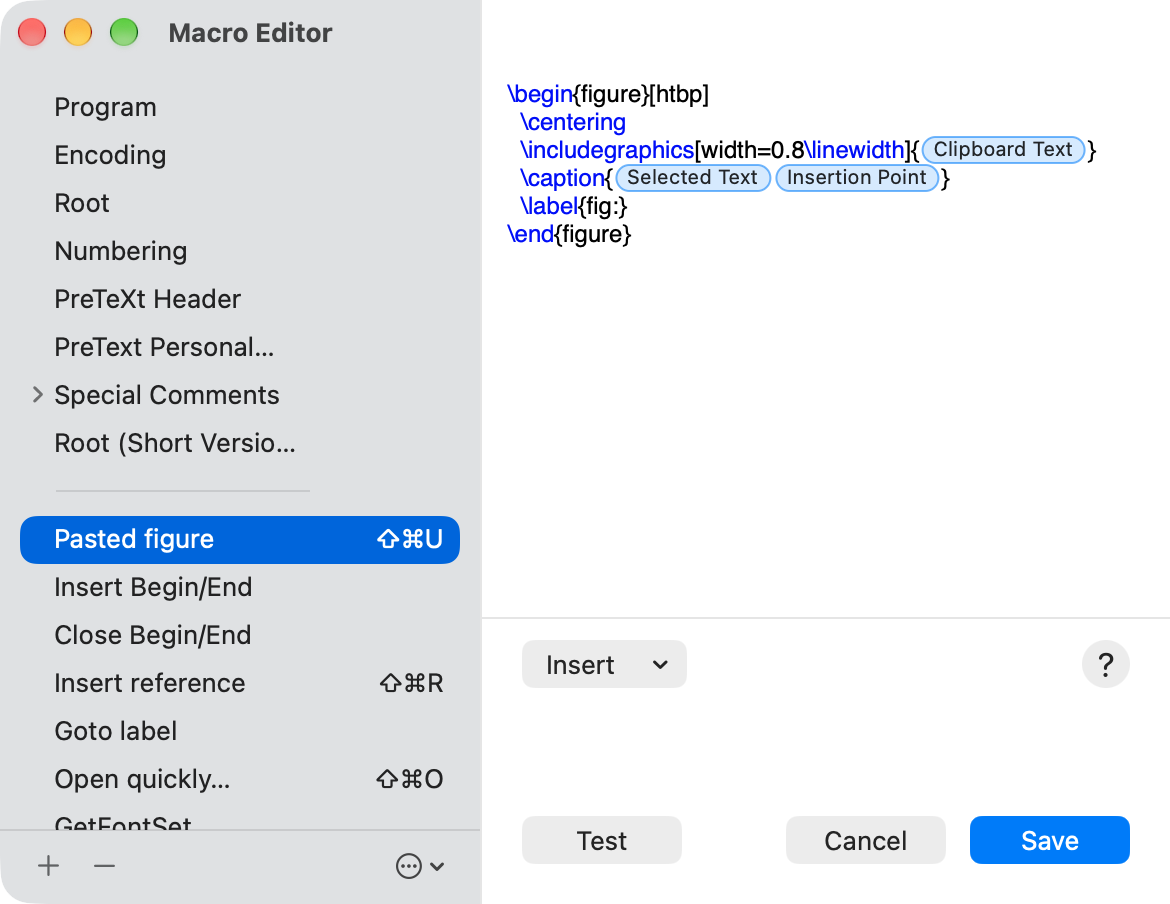 Macro Editor
Program
Encoding
Root
Numbering
PreTeXt Header
PreText Personal...
Special Comments
Root (Short Versio...
Pasted figure ⇧⌘U
Insert Begin/End
Close Begin/End
Insert reference ⇧⌘R
Goto label
Open quickly... ⇧⌘O
GetFontSet
\begin{figure}[htbp]
\centering
\includegraphics[width=0.8\linewidth]{Clipboard Text}
\caption{Selected Text Insertion Point}
\label{fig:}
\end{figure}
Insert
?
Test
Cancel
Save